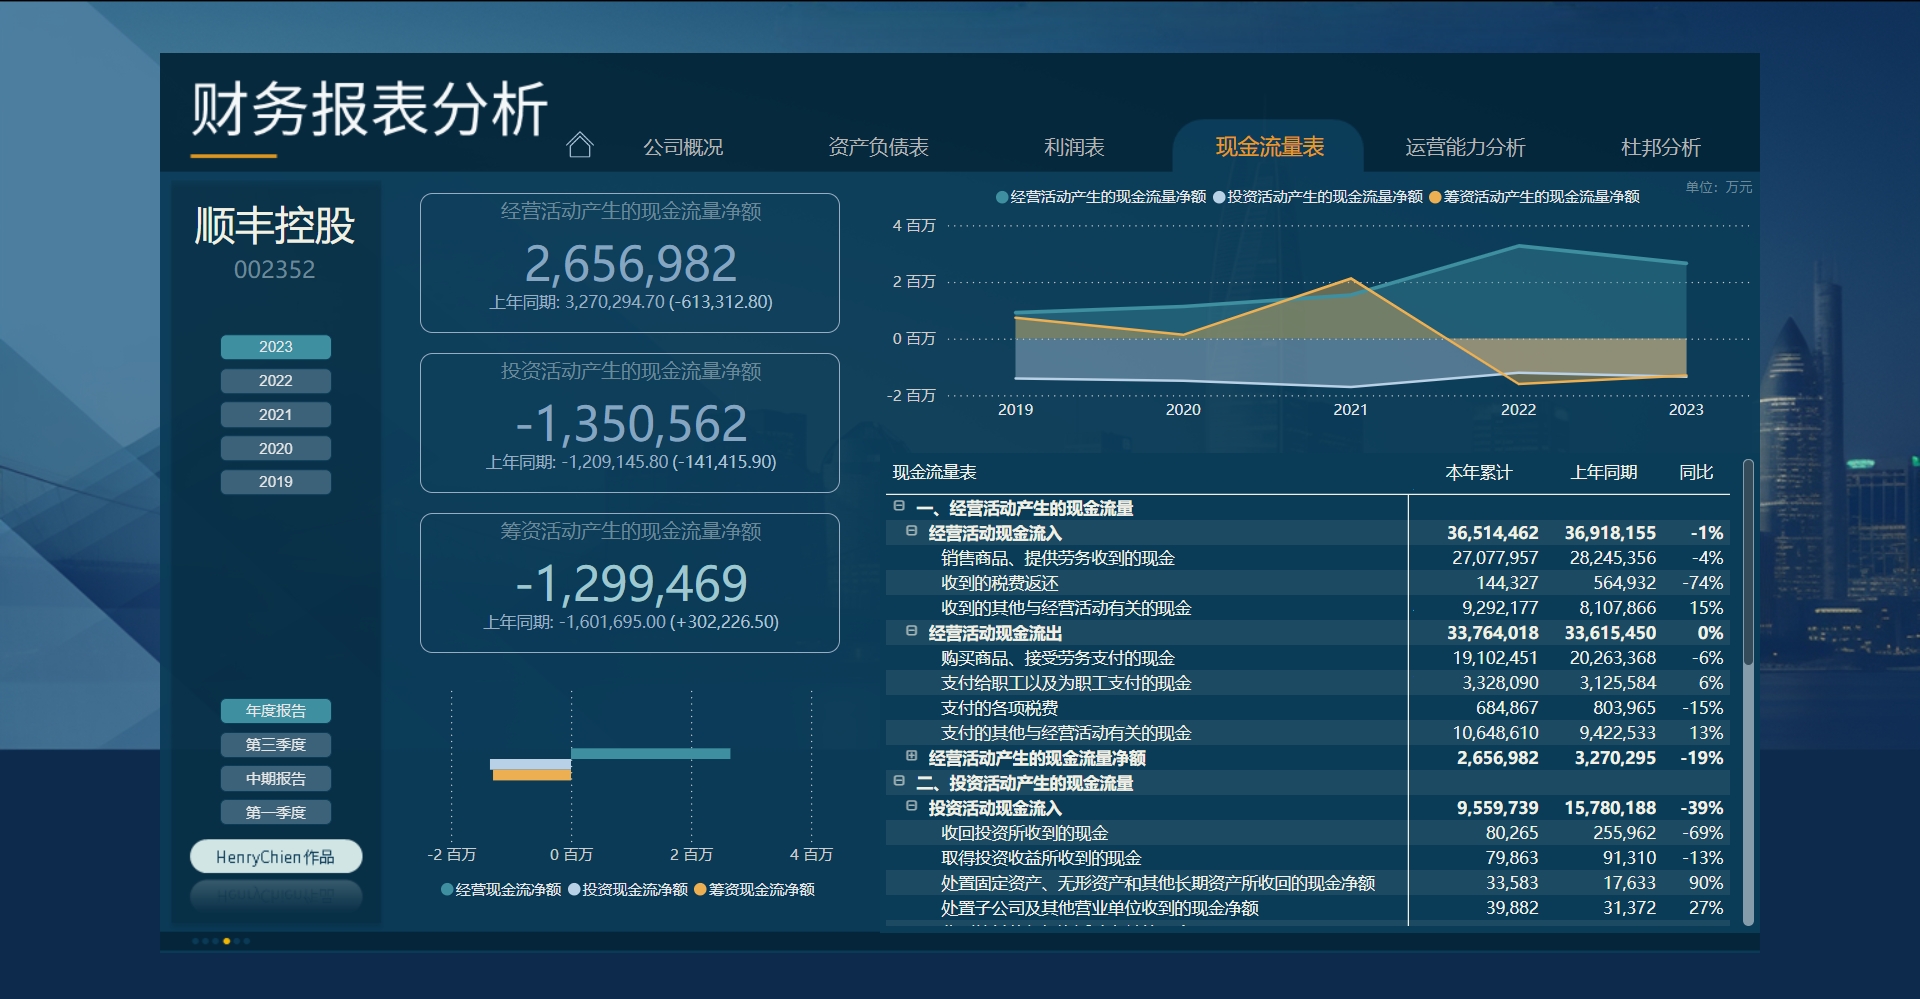 财务报表分析
公司概况
资产负债表
利润表
现金流量表
运营能力分析
杜邦分析
顺丰控股
002352
2023
2022
2021
2020
2019
年度报告
第三季度
中期报告
第一季度
HenryChien作品
经营活动产生的现金流量净额
2,656,982
上年同期: 3,270,294.70 (-613,312.80)
投资活动产生的现金流量净额
-1,350,562
上年同期: -1,209,145.80 (-141,415.90)
筹资活动产生的现金流量净额
-1,299,469
上年同期: -1,601,695.00 (+302,226.50)
-2 百万 0 百万 2 百万 4 百万
经营现金流净额 投资现金流净额 筹资现金流净额
单位：万元
经营活动产生的现金流量净额 投资活动产生的现金流量净额 筹资活动产生的现金流量净额
4 百万
2 百万
0 百万
-2 百万
2019 2020 2021 2022 2023
现金流量表 本年累计 上年同期 同比
一、经营活动产生的现金流量
经营活动现金流入 36,514,462 36,918,155 -1%
销售商品、提供劳务收到的现金 27,077,957 28,245,356 -4%
收到的税费返还 144,327 564,932 -74%
收到的其他与经营活动有关的现金 9,292,177 8,107,866 15%
经营活动现金流出 33,764,018 33,615,450 0%
购买商品、接受劳务支付的现金 19,102,451 20,263,368 -6%
支付给职工以及为职工支付的现金 3,328,090 3,125,584 6%
支付的各项税费 684,867 803,965 -15%
支付的其他与经营活动有关的现金 10,648,610 9,422,533 13%
经营活动产生的现金流量净额 2,656,982 3,270,295 -19%
二、投资活动产生的现金流量
投资活动现金流入 9,559,739 15,780,188 -39%
收回投资所收到的现金 80,265 255,962 -69%
取得投资收益所收到的现金 79,863 91,310 -13%
处置固定资产、无形资产和其他长期资产所收回的现金净额 33,583 17,633 90%
处置子公司及其他营业单位收到的现金净额 39,882 31,372 27%